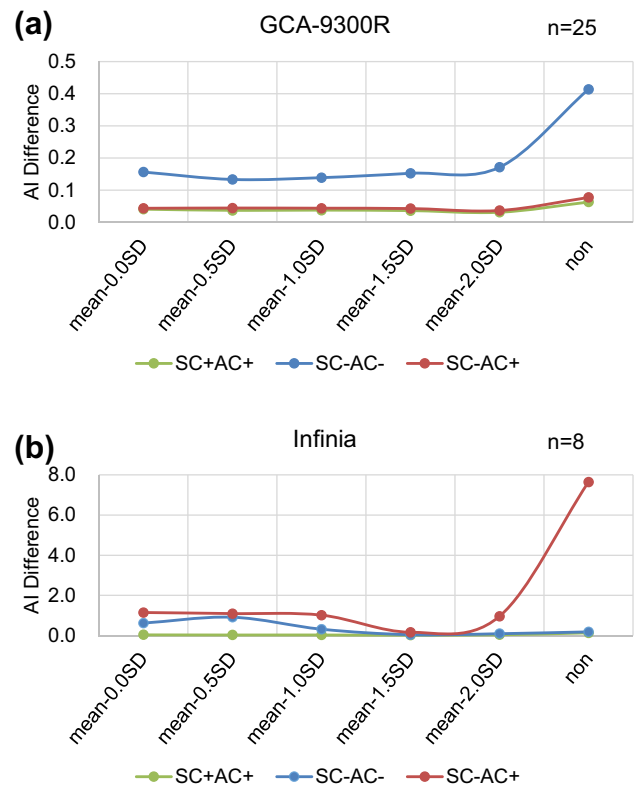 (a)
GCA-9300R
n=25
AI Difference
0.5
0.4
0.3
0.2
0.1
0.0
mean-0.0SD
mean-0.5SD
mean-1.0SD
mean-1.5SD
mean-2.0SD
non
SC+AC+ SC-AC- SC-AC+
(b)
Infinia
n=8
AI Difference
8.0
6.0
4.0
2.0
0.0
mean-0.0SD
mean-0.5SD
mean-1.0SD
mean-1.5SD
mean-2.0SD
non
SC+AC+ SC-AC- SC-AC+